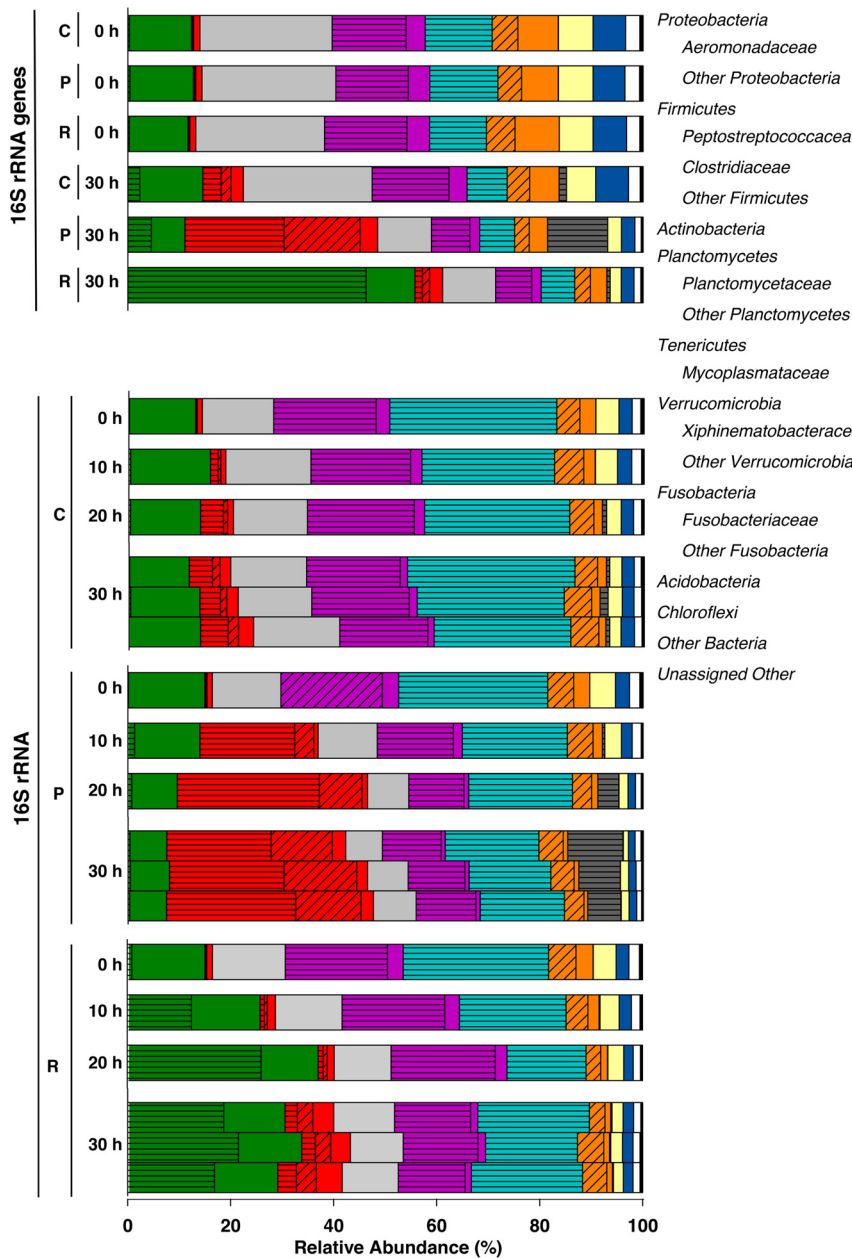 16S rRNA genes
C 0 h
P 0 h
R 0 h
C 30 h
P 30 h
R 30 h
Proteobacteria
Aeromonadaceae
Other Proteobacteria
Firmicutes
Peptostreptococcacea
Clostridiaceae
Other Firmicutes
Actinobacteria
Planctomycetes
Planctomycetaceae
Other Planctomycetes
Tenericutes
Mycoplasmataceae
Verrucomicrobia
Xiphinematobacterace
Other Verrucomicrobia
Fusobacteria
Fusobacteriaceae
Other Fusobacteria
Acidobacteria
Chloroflexi
Other Bacteria
Unassigned Other
16S rRNA
C
0 h
10 h
20 h
30 h
P
0 h
10 h
20 h
30 h
R
0 h
10 h
20 h
30 h
0 20 40 60 80 100
Relative Abundance (%)